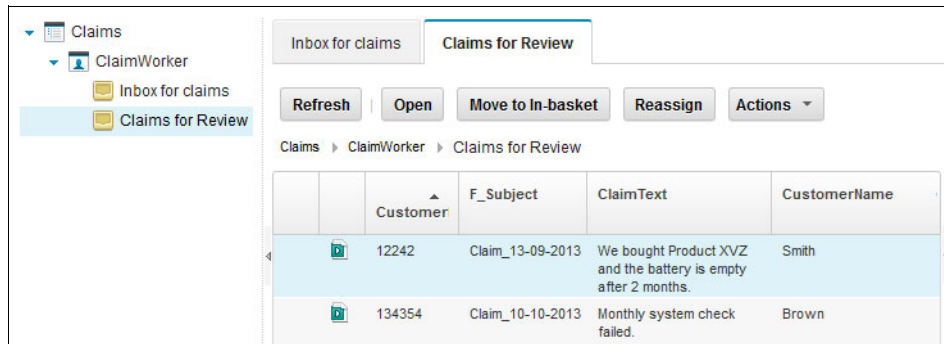 Claims
ClaimWorker
Inbox for claims
Claims for Review
Inbox for claims Claims for Review
Refresh Open Move to In-basket Reassign Actions
Claims ClaimWorker Claims for Review
Customer F_Subject ClaimText CustomerName
12242 Claim_13-09-2013 We bought Product XVZ Smith
and the battery is empty
after 2 months.
134354 Claim_10-10-2013 Monthly system check Brown
failed.